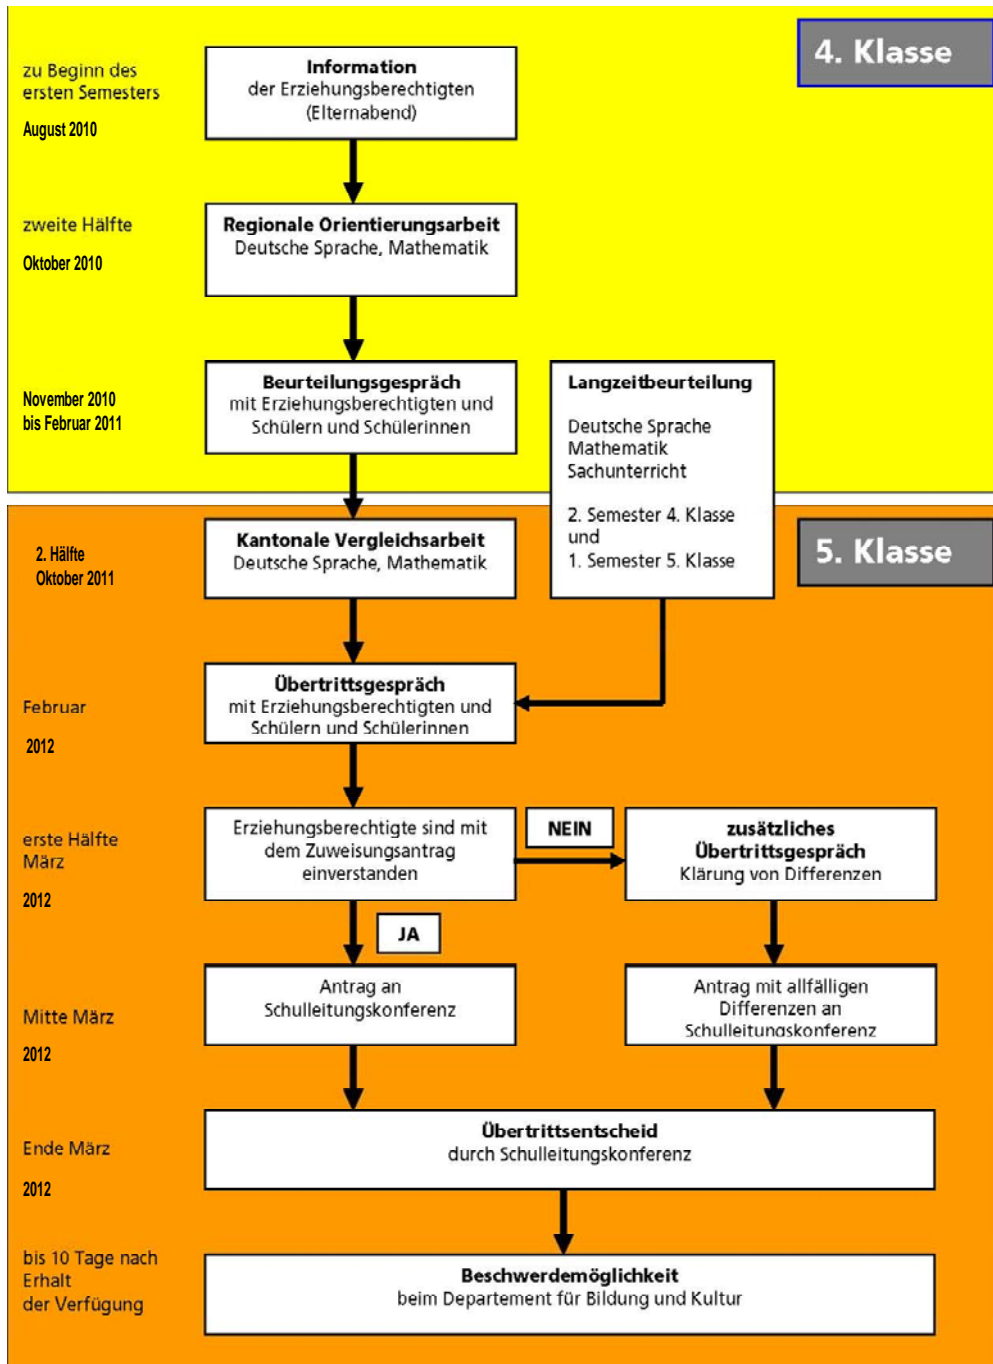 4. Klasse
zu Beginn des
ersten Semesters
August 2010
Information
der Erziehungsberechtigten
(Elternabend)
zweite Hälfte
Oktober 2010
Regionale Orientierungsarbeit
Deutsche Sprache, Mathematik
November 2010
bis Februar 2011
Beurteilungsgespräch
mit Erziehungsberechtigten und
Schülern und Schülerinnen
Langzeitbeurteilung
Deutsche Sprache
Mathematik
Sachunterricht
2. Semester 4. Klasse
und
1. Semester 5. Klasse
5. Klasse
2. Hälfte
Oktober 2011
Kantonale Vergleichsarbeit
Deutsche Sprache, Mathematik
Februar
2012
Übertrittsgespräch
mit Erziehungsberechtigten und
Schülern und Schülerinnen
erste Hälfte
März
2012
Erziehungsberechtigte sind mit
dem Zuweisungsantrag
einverstanden
NEIN
zusätzliches
Übertrittsgespräch
Klärung von Differenzen
JA
Mitte März
2012
Antrag an
Schulleitungskonferenz
Antrag mit allfälligen
Differenzen an
Schulleitungskonferenz
Ende März
2012
Übertrittsentscheid
durch Schulleitungskonferenz
bis 10 Tage nach
Erhalt
der Verfügung
Beschwerdemöglichkeit
beim Departement für Bildung und Kultur